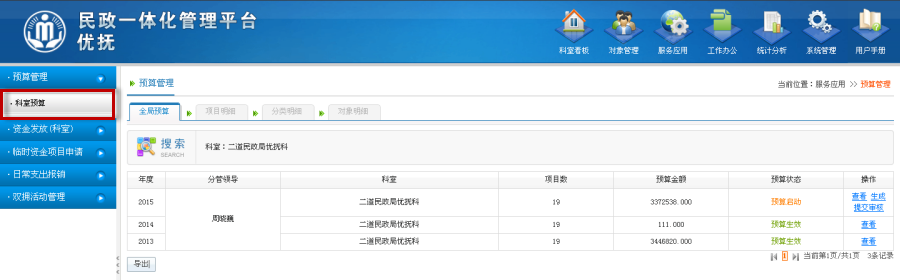 民政一体化管理平台
优抚
科室看板 对象管理 服务应用 工作办公 统计分析 系统管理 用户手册
· 预算管理
· 科室预算
· 资金发放(科室)
· 临时资金项目申请
· 日常支出报销
· 双拥活动管理
预算管理
当前位置：服务应用 >> 预算管理
全局预算 项目明细 分类明细 对象明细
搜索
SEARCH
科室：二道民政局优抚科
年度 分管领导 科室 项目数 预算金额 预算状态 操作
2015 周晓巍 二道民政局优抚科 19 3372538.000 预算启动 查看 生成
提交审核
2014 二道民政局优抚科 19 111.000 预算生效 查看
2013 二道民政局优抚科 19 3446820.000 预算生效 查看
1 当前第1页/共1页 3条记录
导出